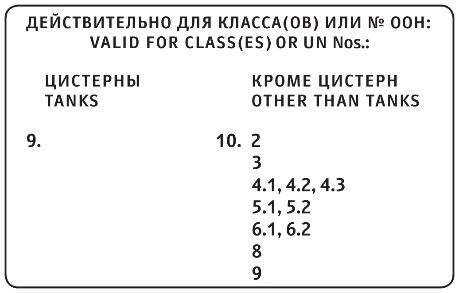 ДЕЙСТВИТЕЛЬНО ДЛЯ КЛАССА(ОВ) ИЛИ № ООН:
VALID FOR CLASS(ES) OR UN Nos.:
ЦИСТЕРНЫ КРОМЕ ЦИСТЕРН
TANKS OTHER THAN TANKS
9. 10. 2
3
4.1, 4.2, 4.3
5.1, 5.2
6.1, 6.2
8
9